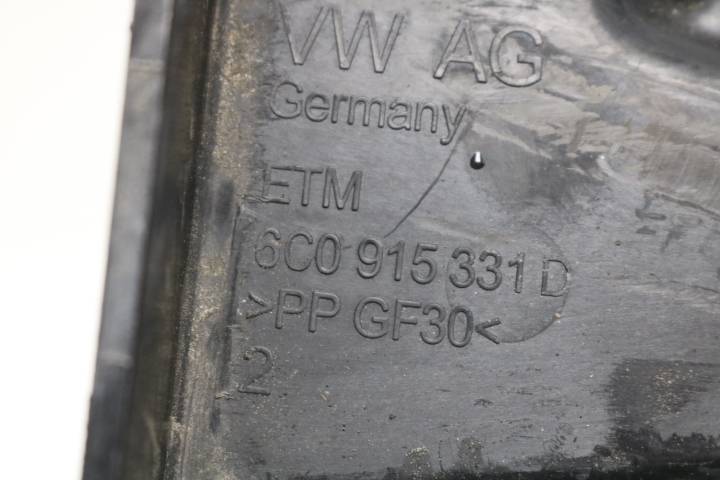 VW AG
Germany
ETM
6C0 915 331 D
>PP GF30<
2